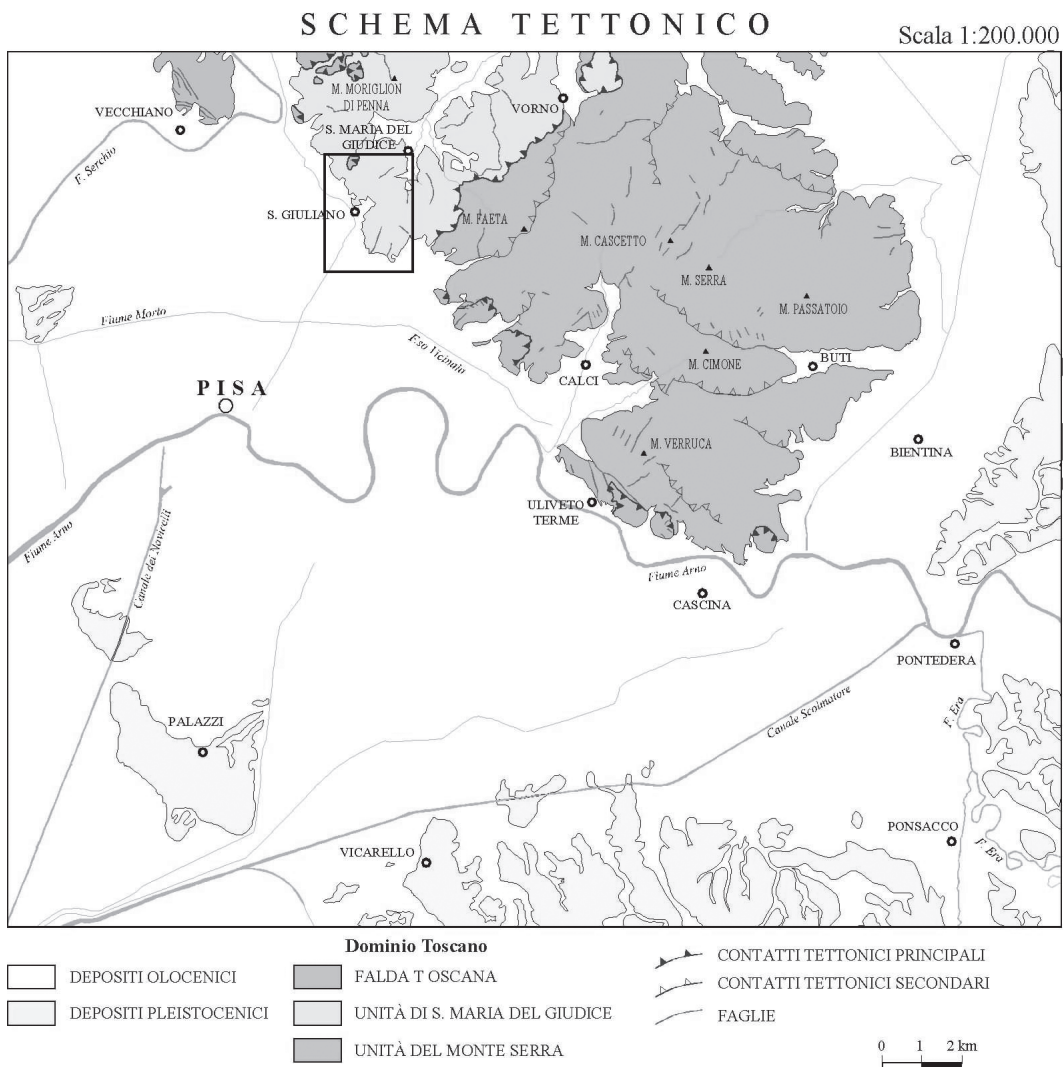 SCHEMA TETTONICO
Scala 1:200.000
M. MORIGLION
DI PENNA
VORNO
VECCHIANO
S. MARIA DEL
GIUDICE
F. Serchio
S. GIULIANO
M. FAETA
M. CASCETTO
M. SERRA
M. PASSATOIO
Fiume Morto
F.so Vicinaia
M. CIMONE
BUTI
CALCI
PISA
M. VERRUCA
BIENTINA
ULIVETO
TERME
Fiume Arno
Canale dei Navicelli
Fiume Arno
CASCINA
PONTEDERA
F. Era
Canale Scolmatore
PALAZZI
PONSACCO
F. Era
VICARELLO
Dominio Toscano
DEPOSITI OLOCENICI
DEPOSITI PLEISTOCENICI
FALDA T OSCANA
UNITÀ DI S. MARIA DEL GIUDICE
UNITÀ DEL MONTE SERRA
CONTATTI TETTONICI PRINCIPALI
CONTATTI TETTONICI SECONDARI
FAGLIE
0 1 2 km